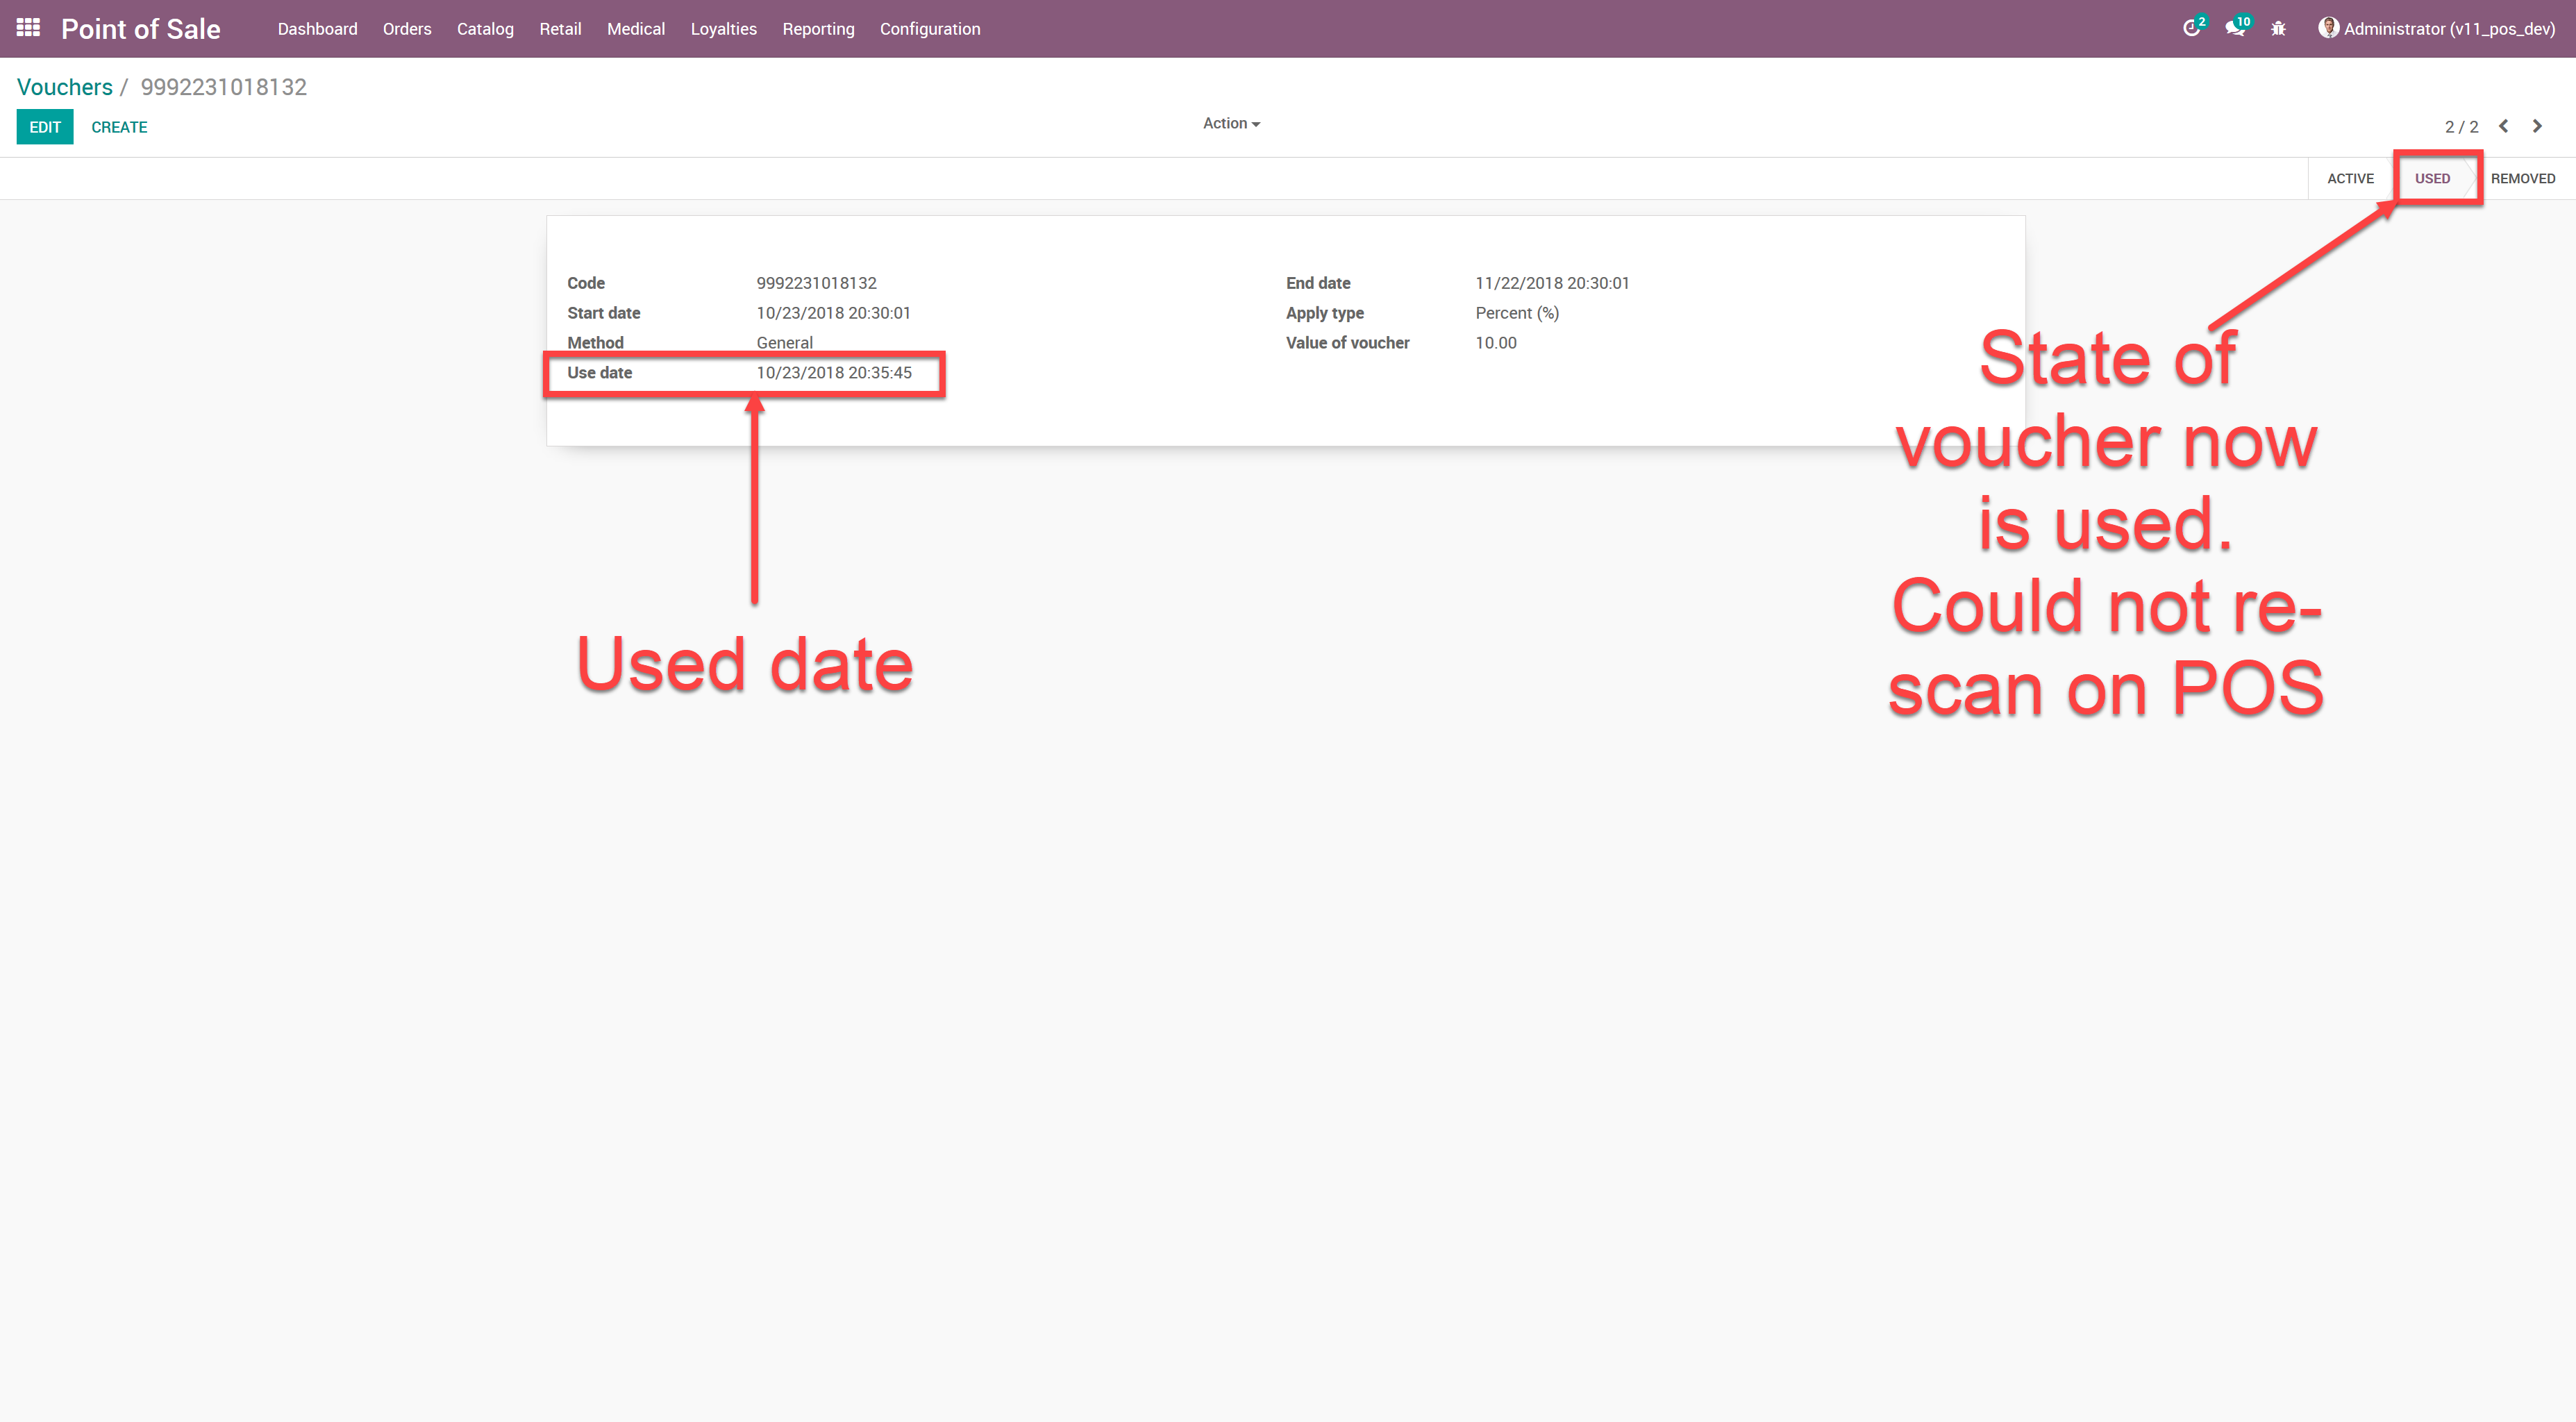 Point of Sale Dashboard Orders Catalog Retail Medical Loyalties Reporting Configuration 2 10 Administrator (v11_pos_dev)
Vouchers / 9992231018132
EDIT CREATE Action 2 / 2
ACTIVE USED REMOVED
Code 9992231018132 End date 11/22/2018 20:30:01
Start date 10/23/2018 20:30:01 Apply type Percent (%)
Method General Value of voucher 10.00
Use date 10/23/2018 20:35:45
Used date
State of
voucher now
is used.
Could not re-
scan on POS